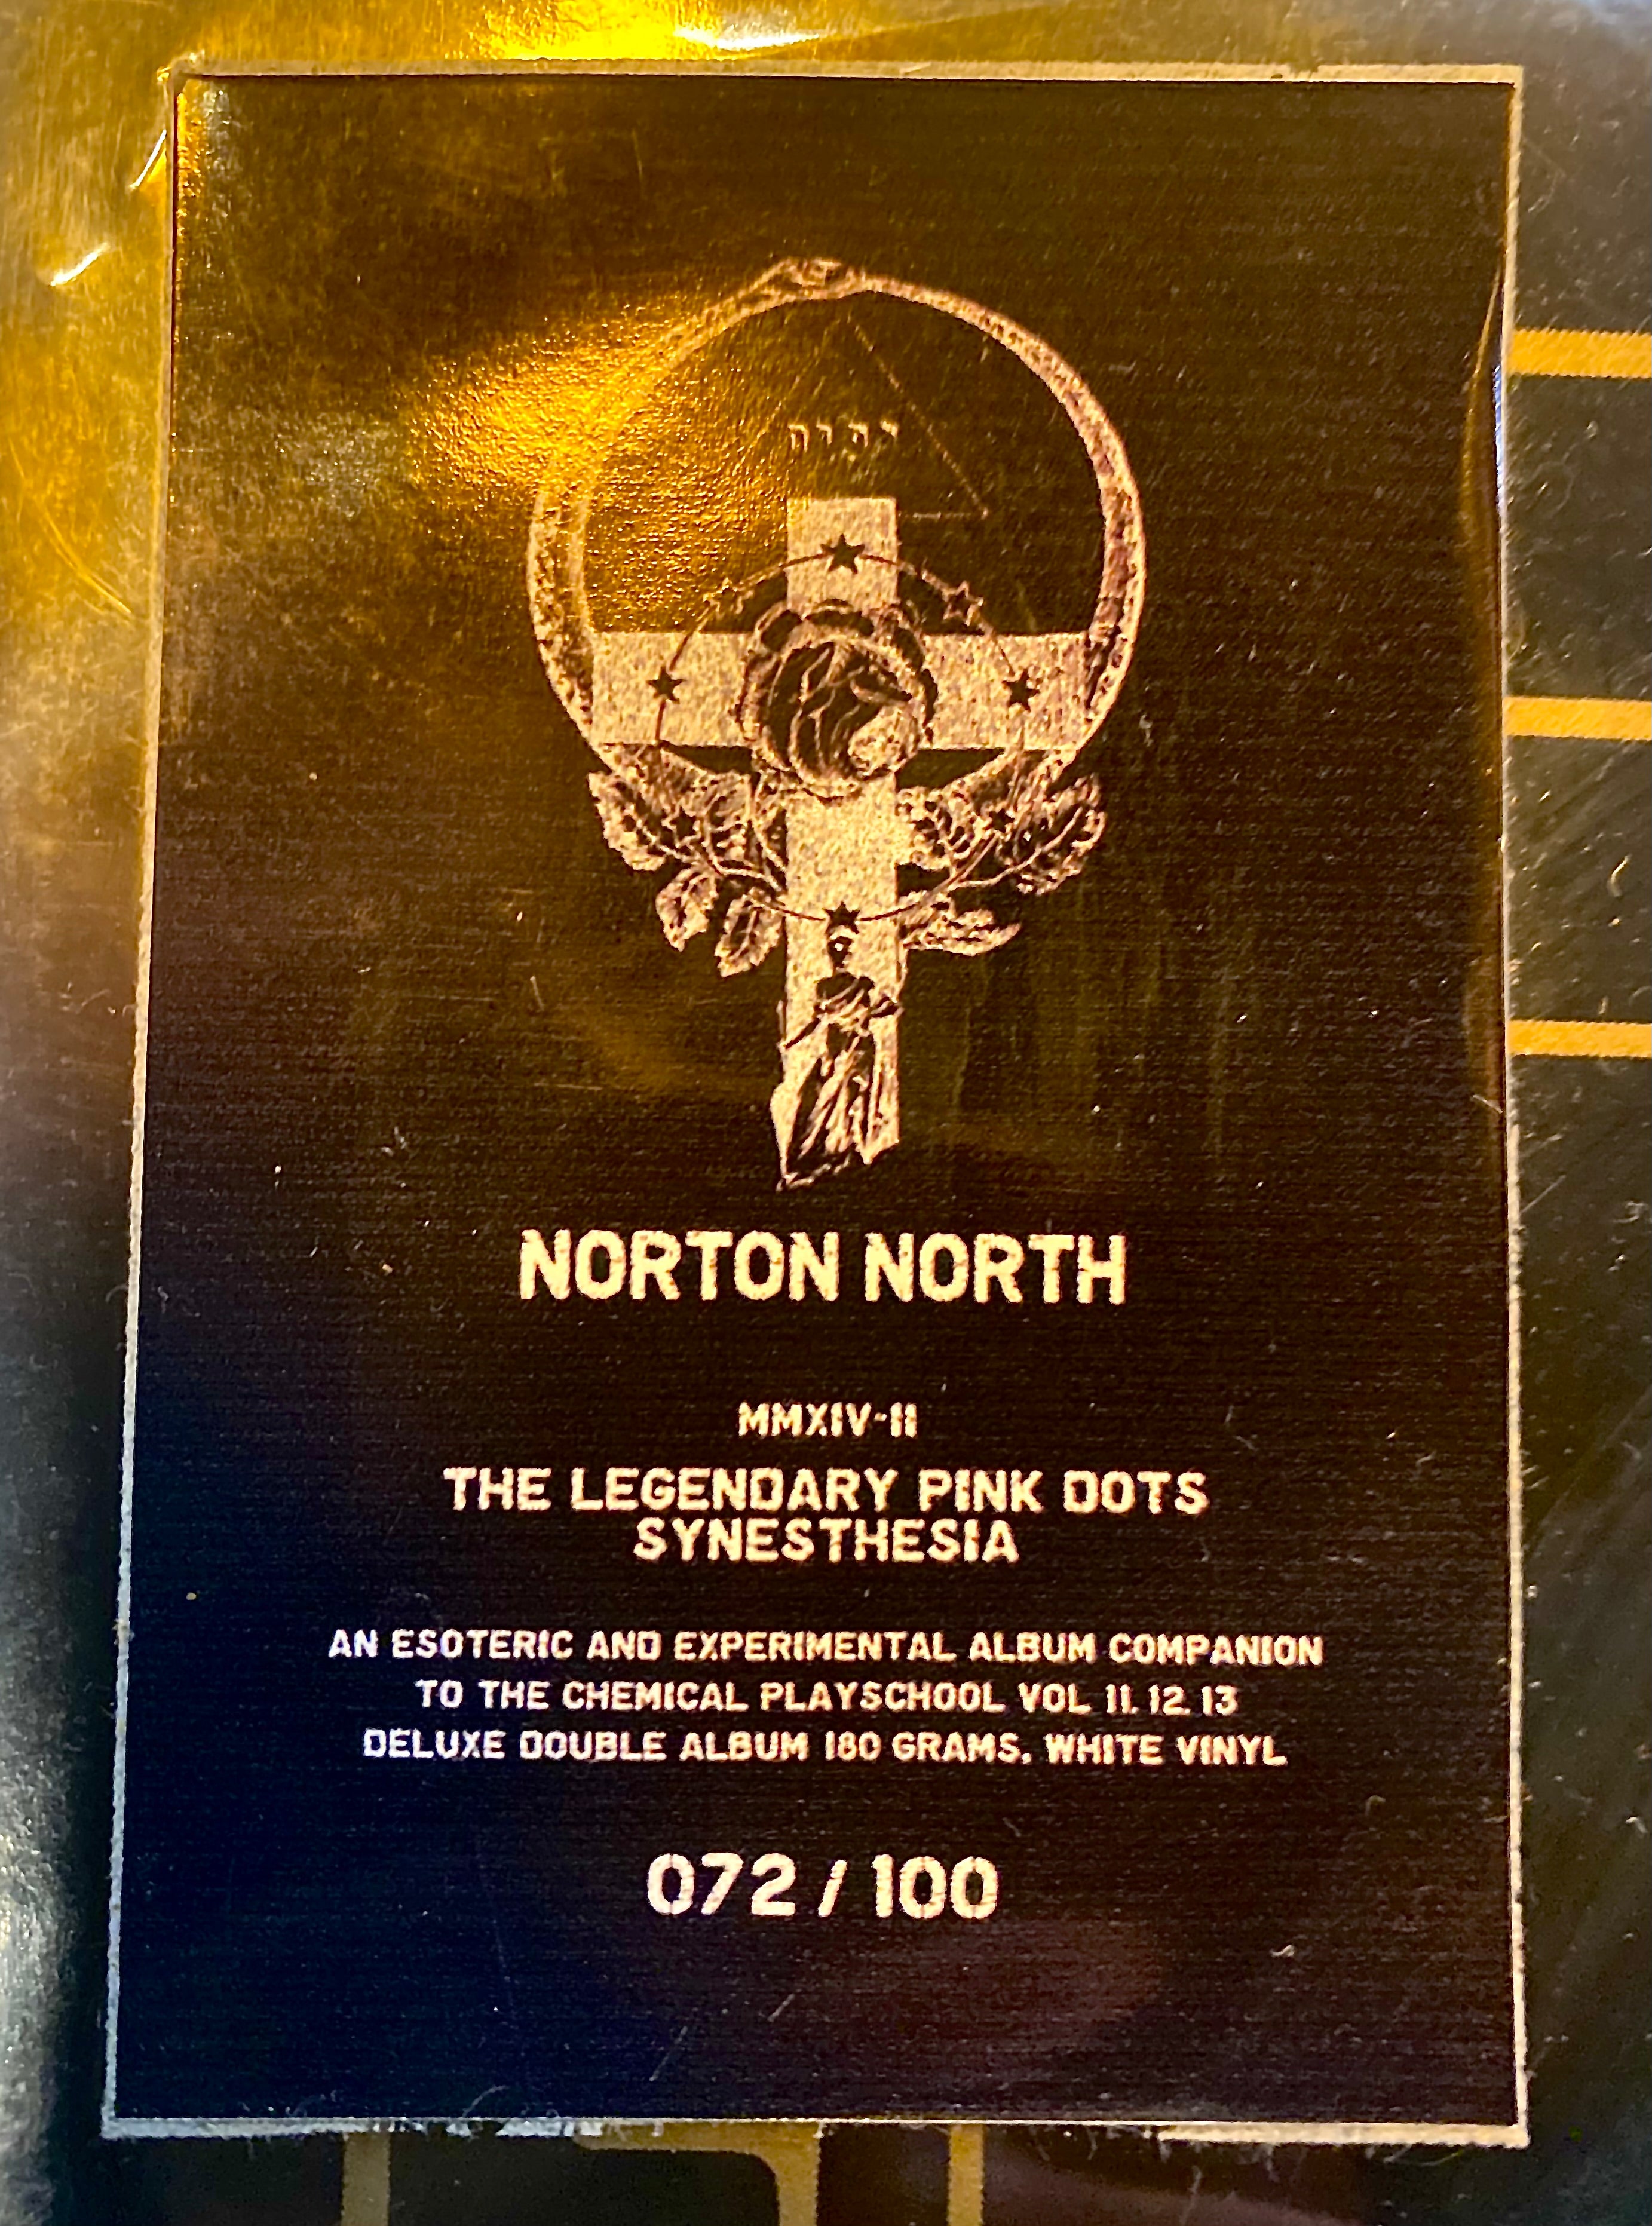 יהוה
NORTON NORTH
MMXIV-II
THE LEGENDARY PINK DOTS
SYNESTHESIA
AN ESOTERIC AND EXPERIMENTAL ALBUM COMPANION
TO THE CHEMICAL PLAYSCHOOL VOL 11. 12. 13
DELUXE DOUBLE ALBUM 180 GRAMS. WHITE VINYL
072 / 100